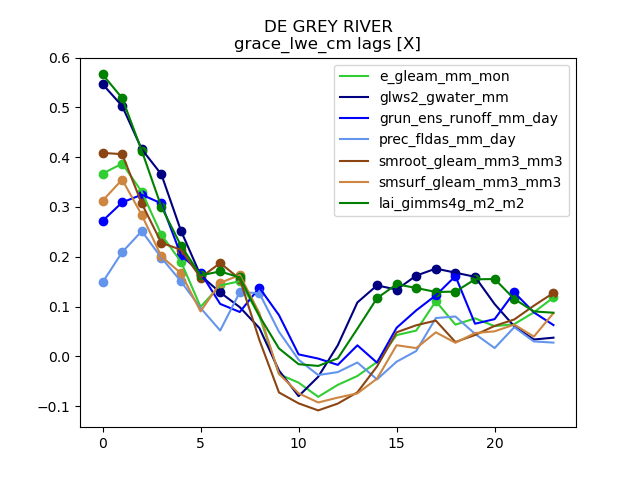 DE GREY RIVER
grace_lwe_cm lags [X]
e_gleam_mm_mon
glws2_gwater_mm
grun_ens_runoff_mm_day
prec_fldas_mm_day
smroot_gleam_mm3_mm3
smsurf_gleam_mm3_mm3
lai_gimms4g_m2_m2
0.6
0.5
0.4
0.3
0.2
0.1
0.0
−0.1
0
5
10
15
20